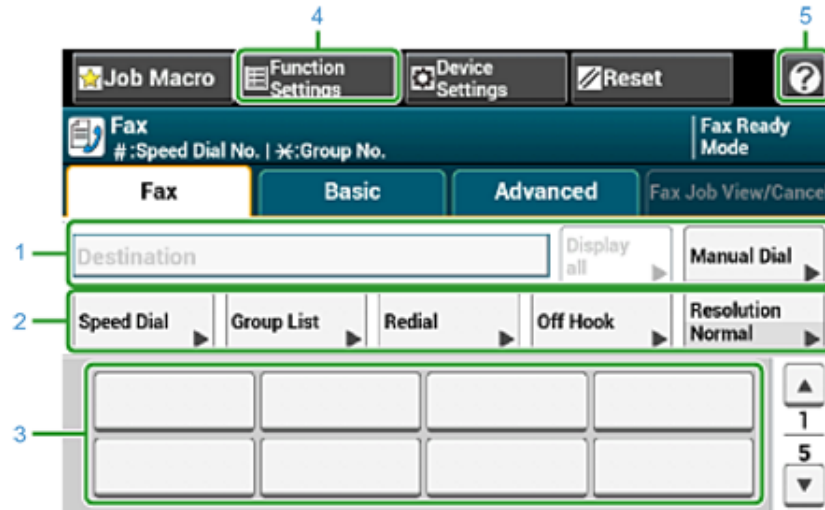 4
5
Job Macro
Function
Settings
Device
Settings
Reset
?
Fax
#:Speed Dial No. | ⚹:Group No.
Fax Ready
Mode
Fax
Basic
Advanced
Fax Job View/Cance
1
Destination
Display
all
Manual Dial
2
Speed Dial
Group List
Redial
Off Hook
Resolution
Normal
3
1
5